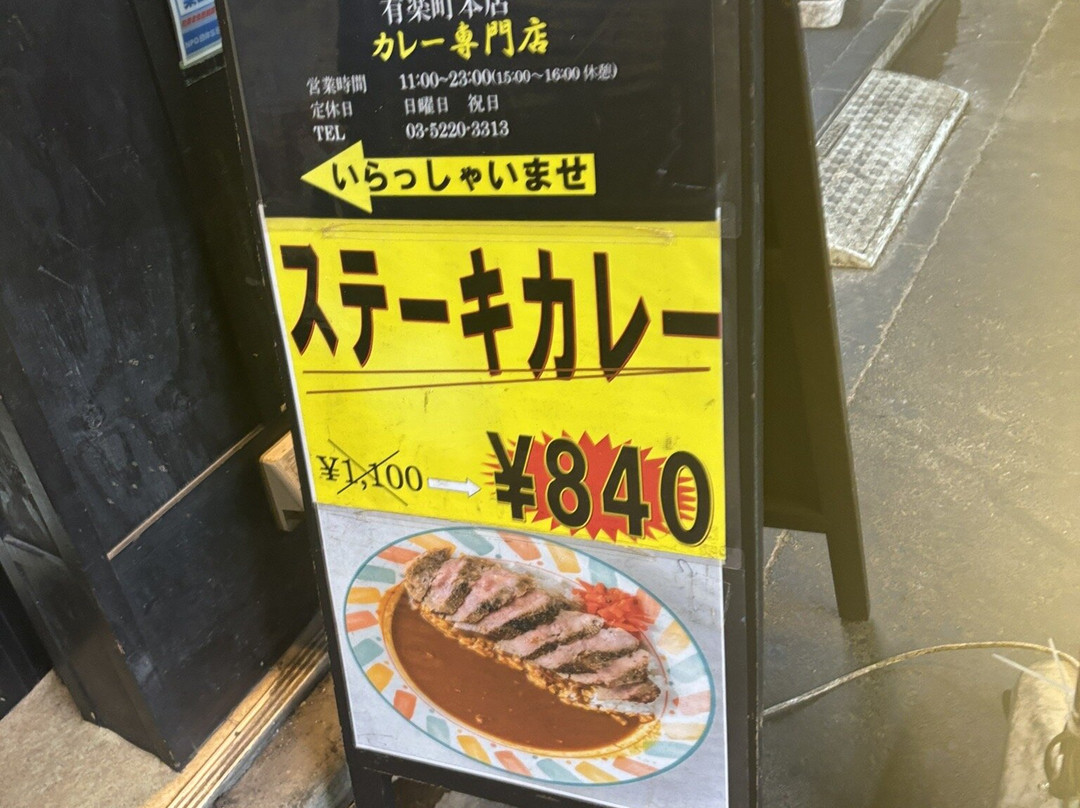 有楽町本店
カレー専門店
営業時間 11:00~23:00(15:00~16:00 休憩)
定休日 日曜日 祝日
TEL 03-5220-3313
いらっしゃいませ
ステーキカレー
¥1,100 → ¥840